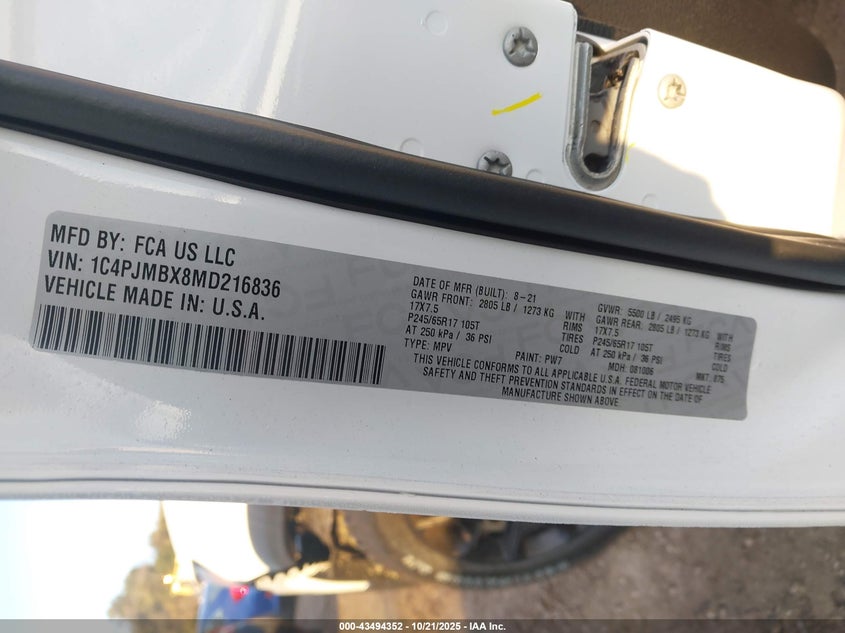 MFD BY: FCA US LLC
VIN: 1C4PJMBX8MD216836
VEHICLE MADE IN: U.S.A.
DATE OF MFR (BUILT): 8-21
GVWR: 5500 LB / 2495 KG
GAWR FRONT: 2805 LB / 1273 KG WITH
GAWR REAR: 2805 LB / 1273 KG WITH
17X7.5 RIMS
17X7.5 RIMS
P245/65R17 105T TIRES
P245/65R17 105T TIRES
AT 250 kPa / 36 PSI COLD
AT 250 kPa / 36 PSI COLD
TYPE: MPV PAINT: PW7 MDH: 081006 MKT: 875
THIS VEHICLE CONFORMS TO ALL APPLICABLE U.S.A. FEDERAL MOTOR VEHICLE
SAFETY AND THEFT PREVENTION STANDARDS IN EFFECT ON THE DATE OF
MANUFACTURE SHOWN ABOVE.
000-43494352 - 10/21/2025 - IAA Inc.